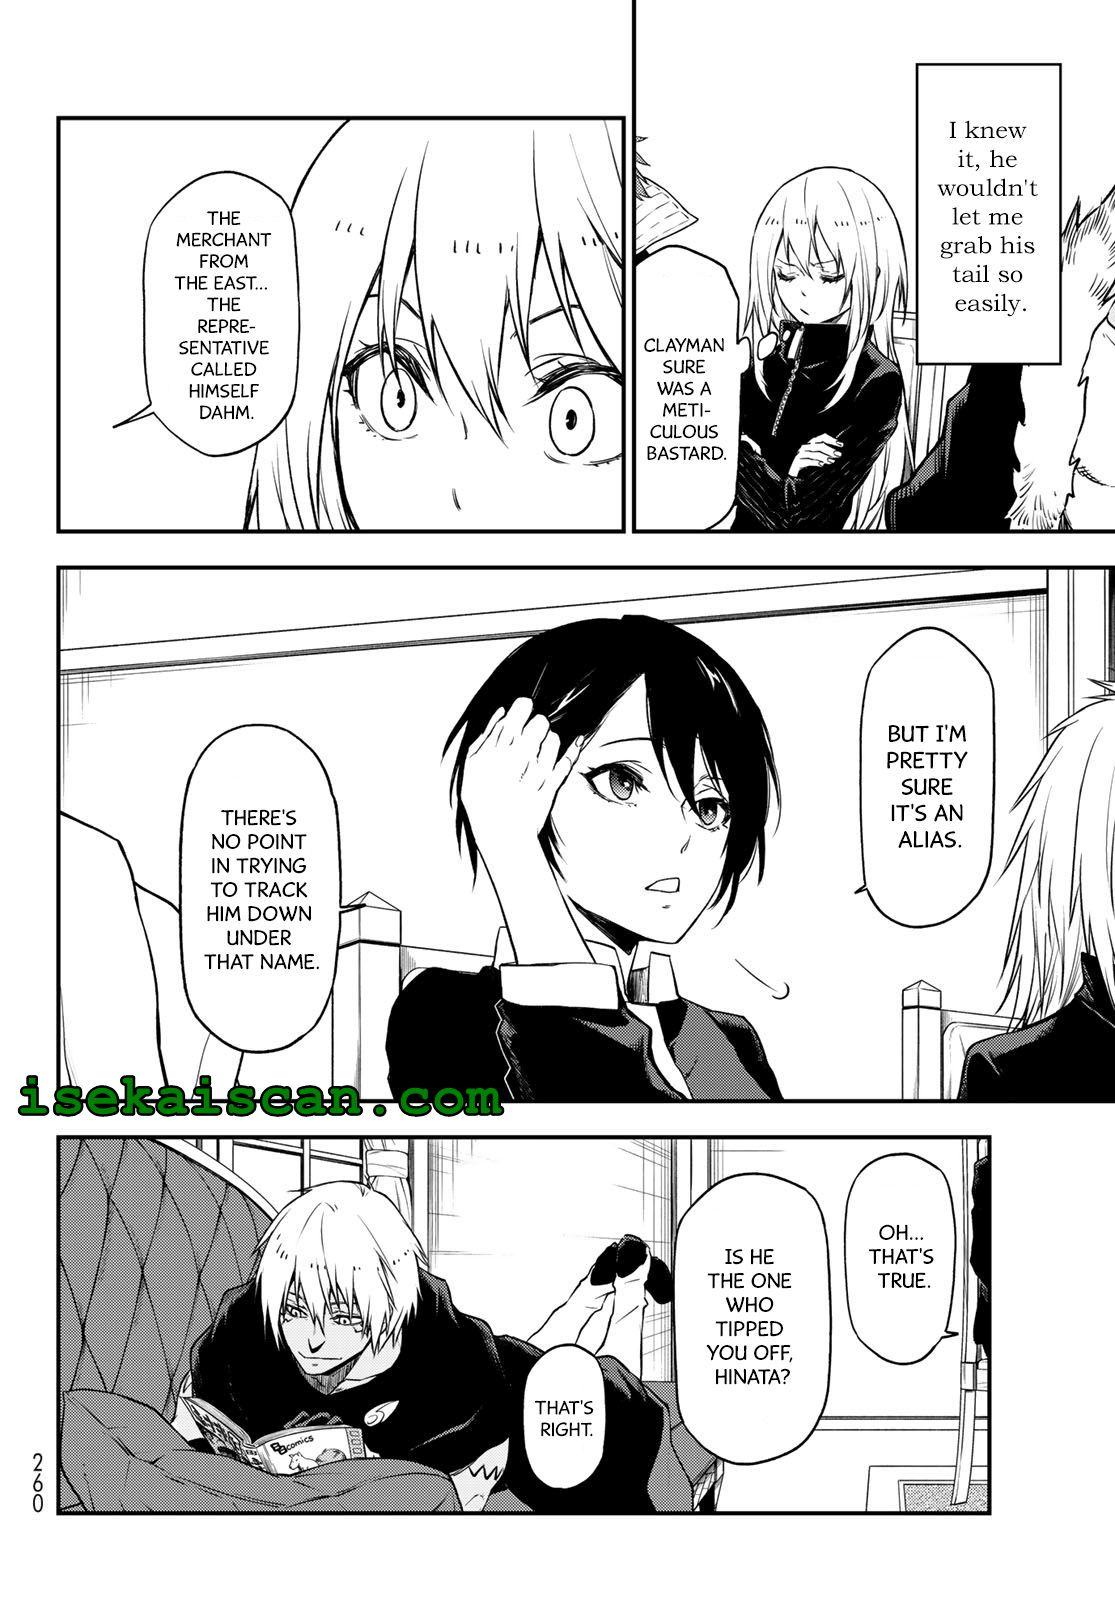 I knew
it, he
wouldn't
let me
grab his
tail so
easily.
CLAYMAN
SURE
WAS A
METI-
CULOUS
BASTARD.
THE
MERCHANT
FROM
THE EAST...
THE
REPRE-
SENTATIVE
CALLED
HIMSELF
DAHM.
BUT I'M
PRETTY
SURE
IT'S AN
ALIAS.
THERE'S
NO POINT
IN TRYING
TO TRACK
HIM DOWN
UNDER
THAT NAME.
isekaiscan.com
OH...
THAT'S
TRUE.
IS HE
THE ONE
WHO
TIPPED
YOU OFF,
HINATA?
THAT'S
RIGHT.
comics
260